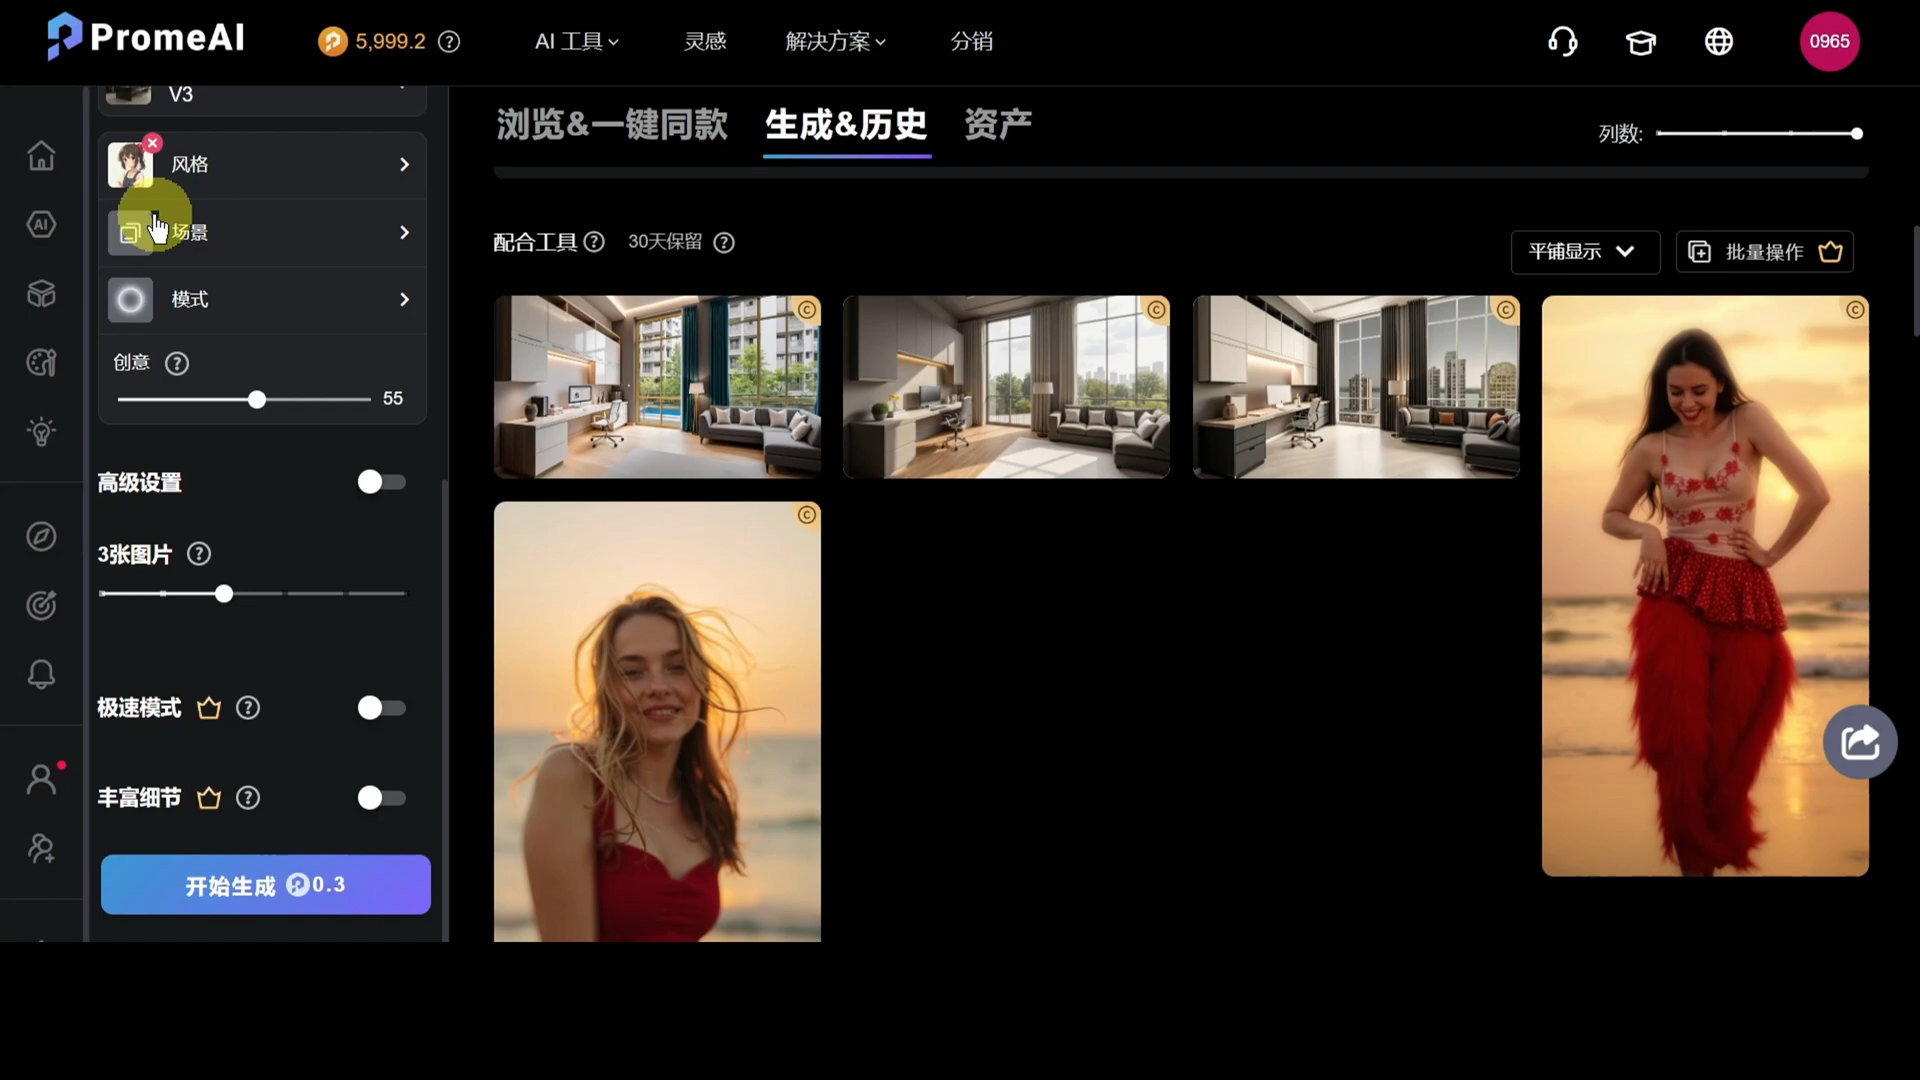 PromeAI
5,999.2
AI 工具
灵感
解决方案
分销
0965
V3
风格
场景
模式
创意
55
高级设置
3张图片
极速模式
丰富细节
开始生成 0.3
浏览&一键同款
生成&历史
资产
列数:
配合工具
30天保留
平铺显示
批量操作